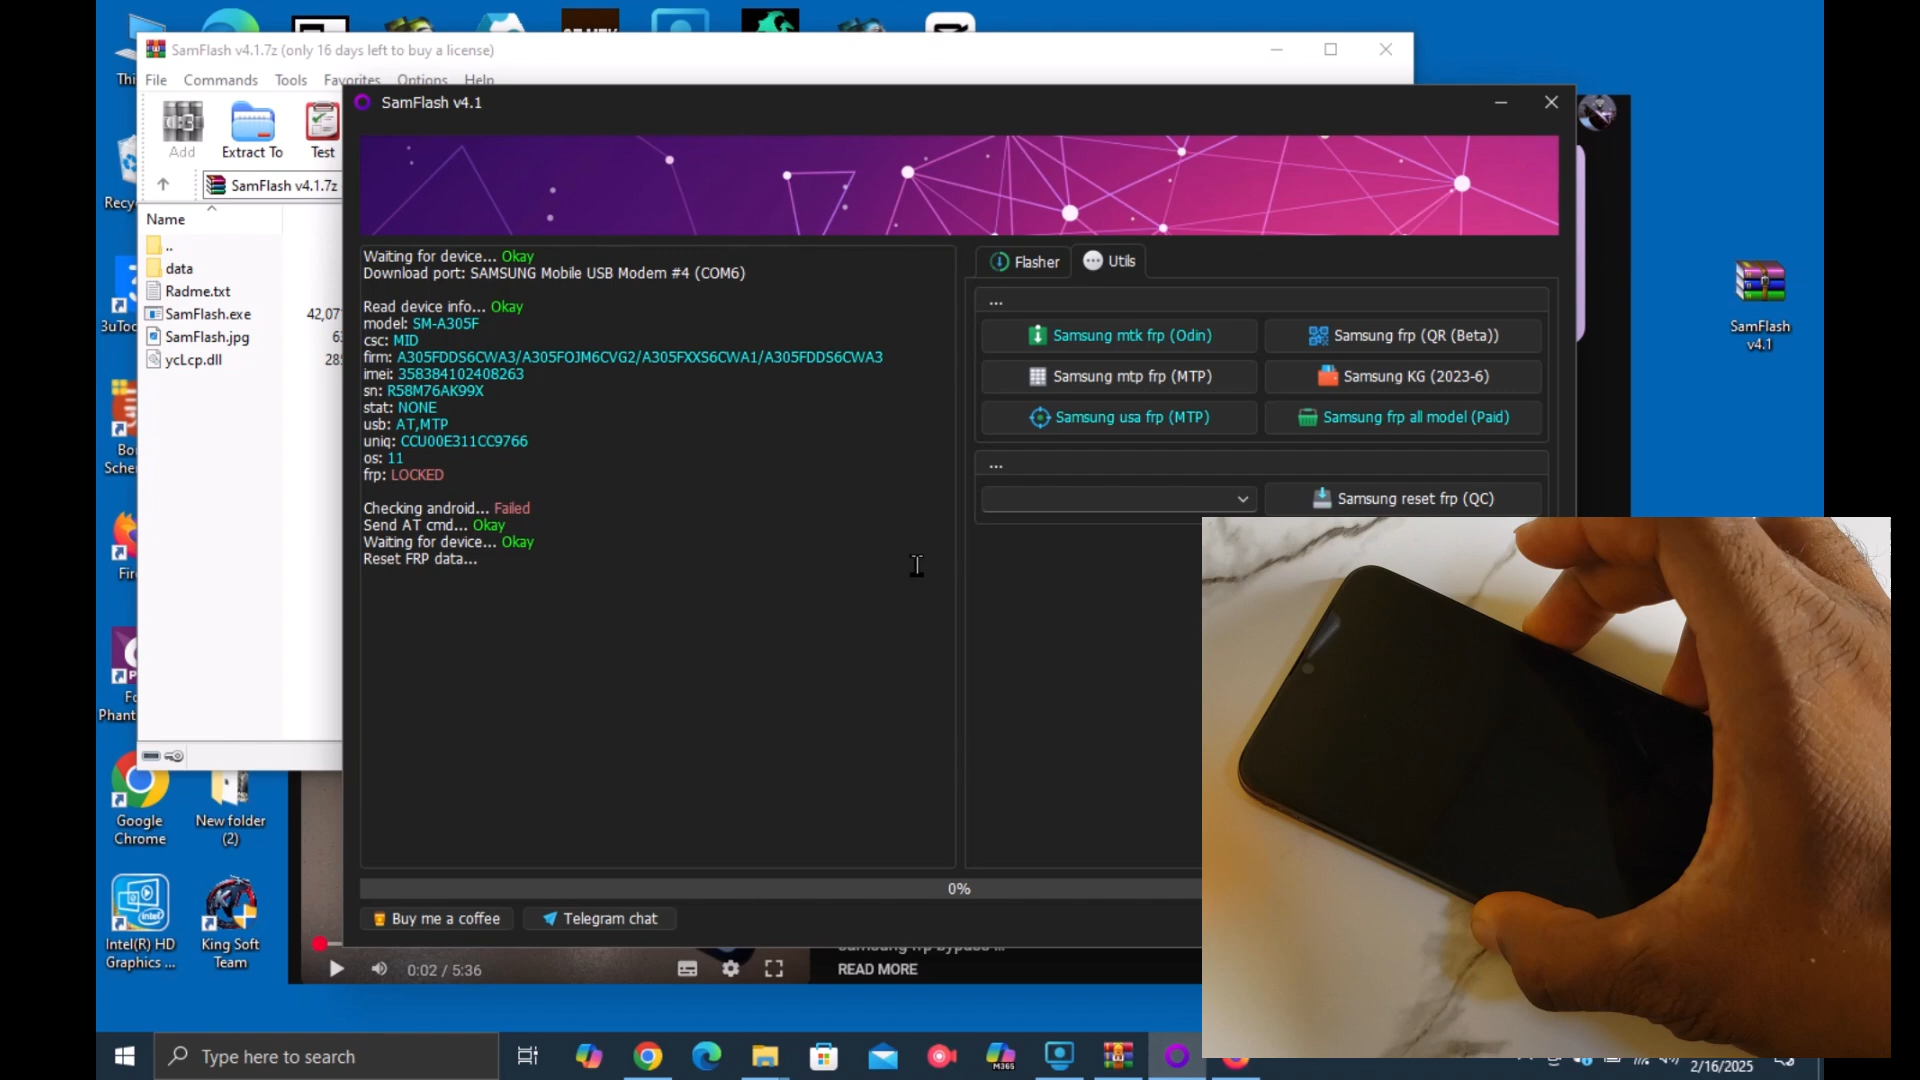 SamFlash v4.1.7z (only 16 days left to buy a license)
File Commands Tools Favorites Options Help
Add
Extract To
Test
SamFlash v4.1.7z
Name
..
data
Radme.txt
SamFlash.exe
SamFlash.jpg
ycLcp.dll
SamFlash v4.1
Waiting for device... Okay
Download port: SAMSUNG Mobile USB Modem #4 (COM6)
Read device info... Okay
model: SM-A305F
csc: MID
firm: A305FDDS6CWA3/A305FOJM6CVG2/A305FXXS6CWA1/A305FDDS6CWA3
imei: 358384102408263
sn: R58M76AK99X
stat: NONE
usb: AT,MTP
uniq: CCU00E311CC9766
os: 11
frp: LOCKED
Checking android... Failed
Send AT cmd... Okay
Waiting for device... Okay
Reset FRP data...
Flasher
Utils
...
Samsung mtk frp (Odin)
Samsung frp (QR (Beta))
Samsung mtp frp (MTP)
Samsung KG (2023-6)
Samsung usa frp (MTP)
Samsung frp all model (Paid)
...
Samsung reset frp (QC)
0%
Buy me a coffee
Telegram chat
0:02 / 5:36
READ MORE
SamFlash
v4.1
Google
Chrome
New folder
(2)
Intel(R) HD
Graphics ...
King Soft
Team
Type here to search
M365
2/16/2025